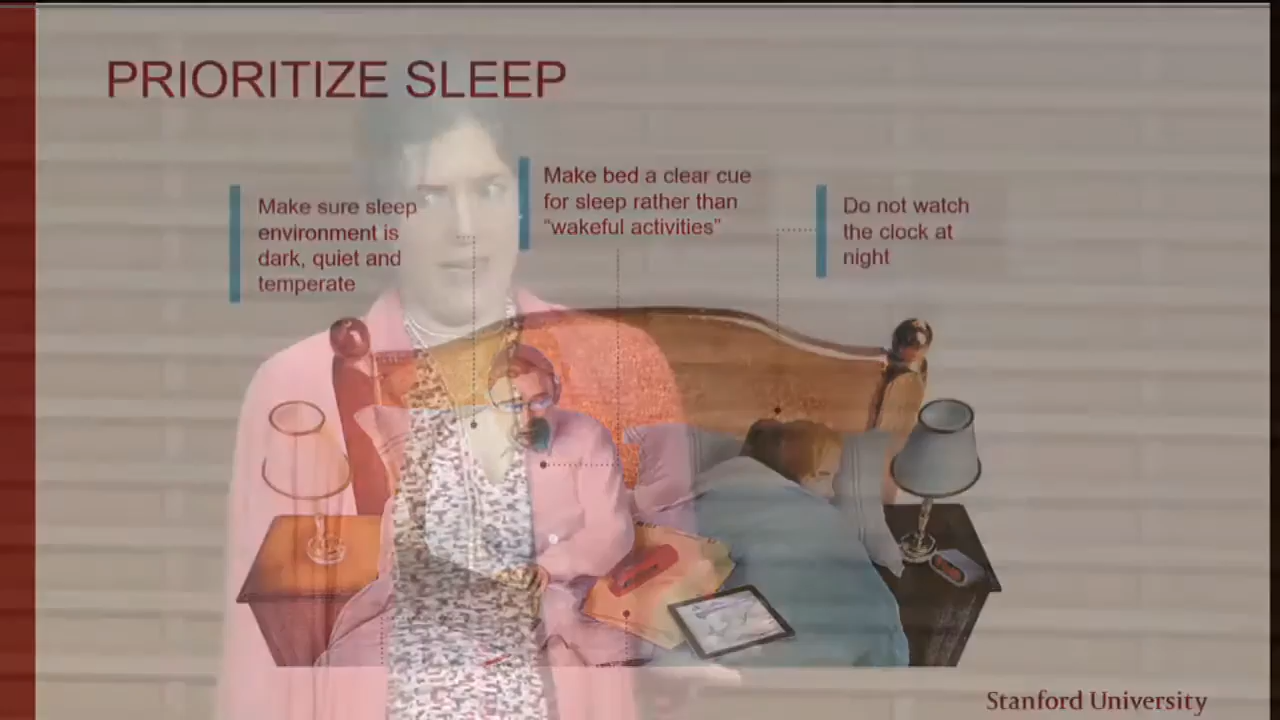 PRIORITIZE SLEEP
Make sure sleep
environment is
dark, quiet and
temperate
Make bed a clear cue
for sleep rather than
“wakeful activities”
Do not watch
the clock at
night
Stanford University